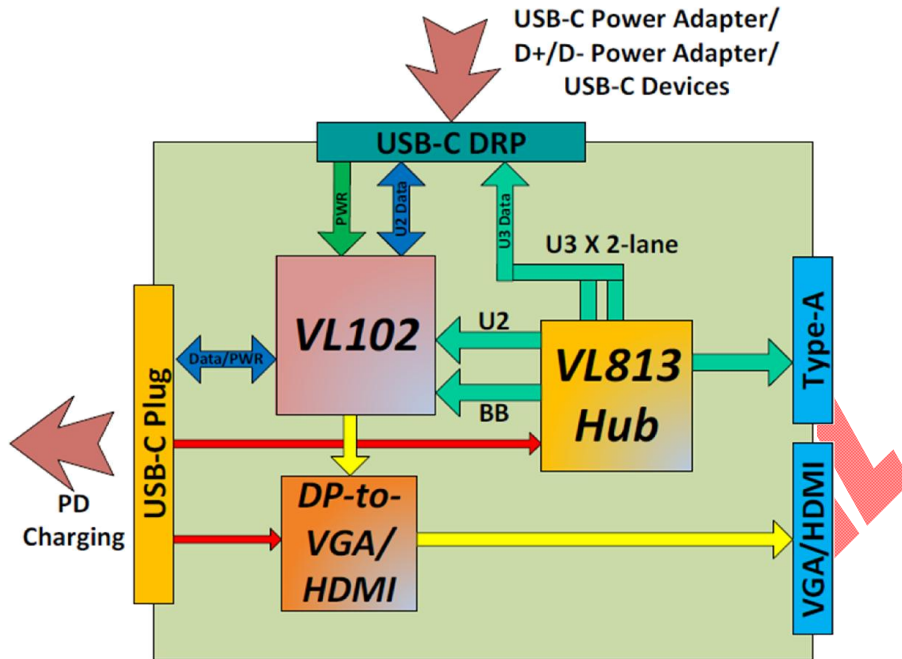 USB-C Power Adapter/
D+/D- Power Adapter/
USB-C Devices
USB-C DRP
PWR
U2 Data
U3 Data
U3 X 2-lane
VL102
U2
BB
VL813
Hub
Type-A
Data/PWR
USB-C Plug
PD
Charging
DP-to-
VGA/
HDMI
VGA/HDMI